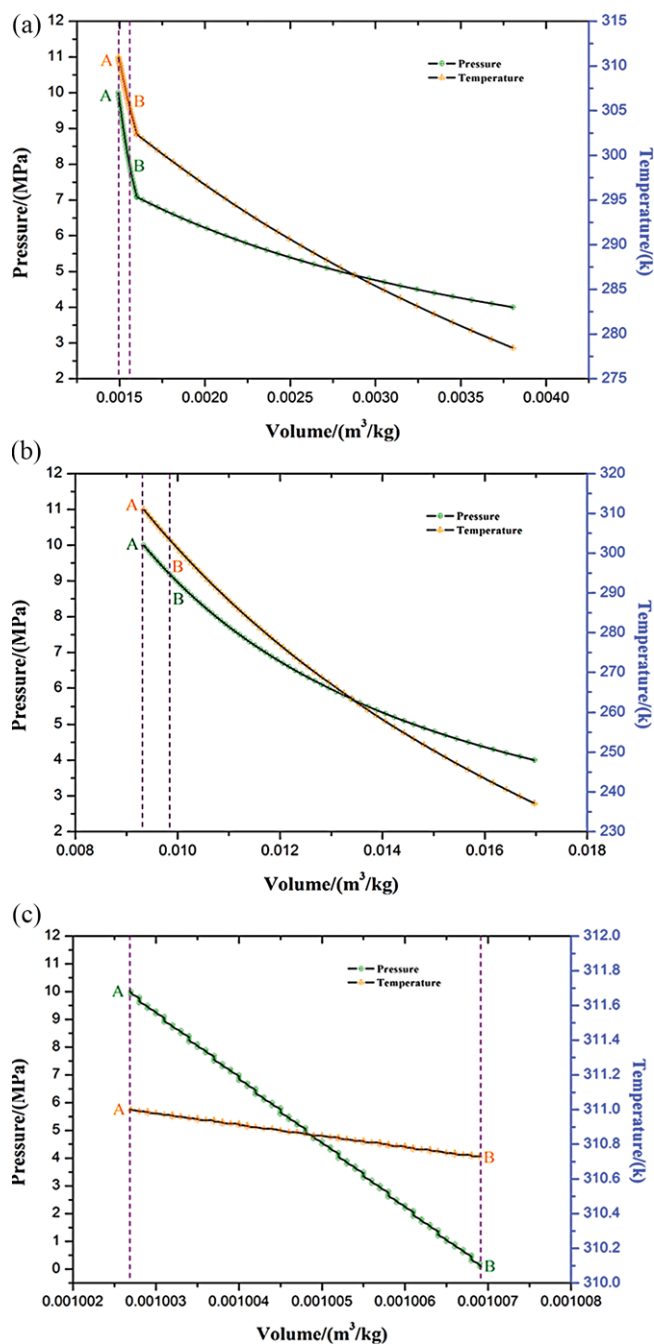 (a)
12
11
10
9
8
7
6
5
4
3
2
Pressure/(MPa)
A
A
B
B
Pressure
Temperature
315
310
305
300
295
290
285
280
275
Temperature/(k)
0.0015 0.0020 0.0025 0.0030 0.0035 0.0040
Volume/(m³/kg)
(b)
12
11
10
9
8
7
6
5
4
3
2
Pressure/(MPa)
A
A
B
B
Pressure
Temperature
320
310
300
290
280
270
260
250
240
230
Temperature/(k)
0.008 0.010 0.012 0.014 0.016 0.018
Volume/(m³/kg)
(c)
12
11
10
9
8
7
6
5
4
3
2
1
0
Pressure/(MPa)
A
A
B
B
Pressure
Temperature
312.0
311.8
311.6
311.4
311.2
311.0
310.8
310.6
310.4
310.2
310.0
Temperature/(k)
0.001002 0.001003 0.001004 0.001005 0.001006 0.001007 0.001008
Volume/(m³/kg)